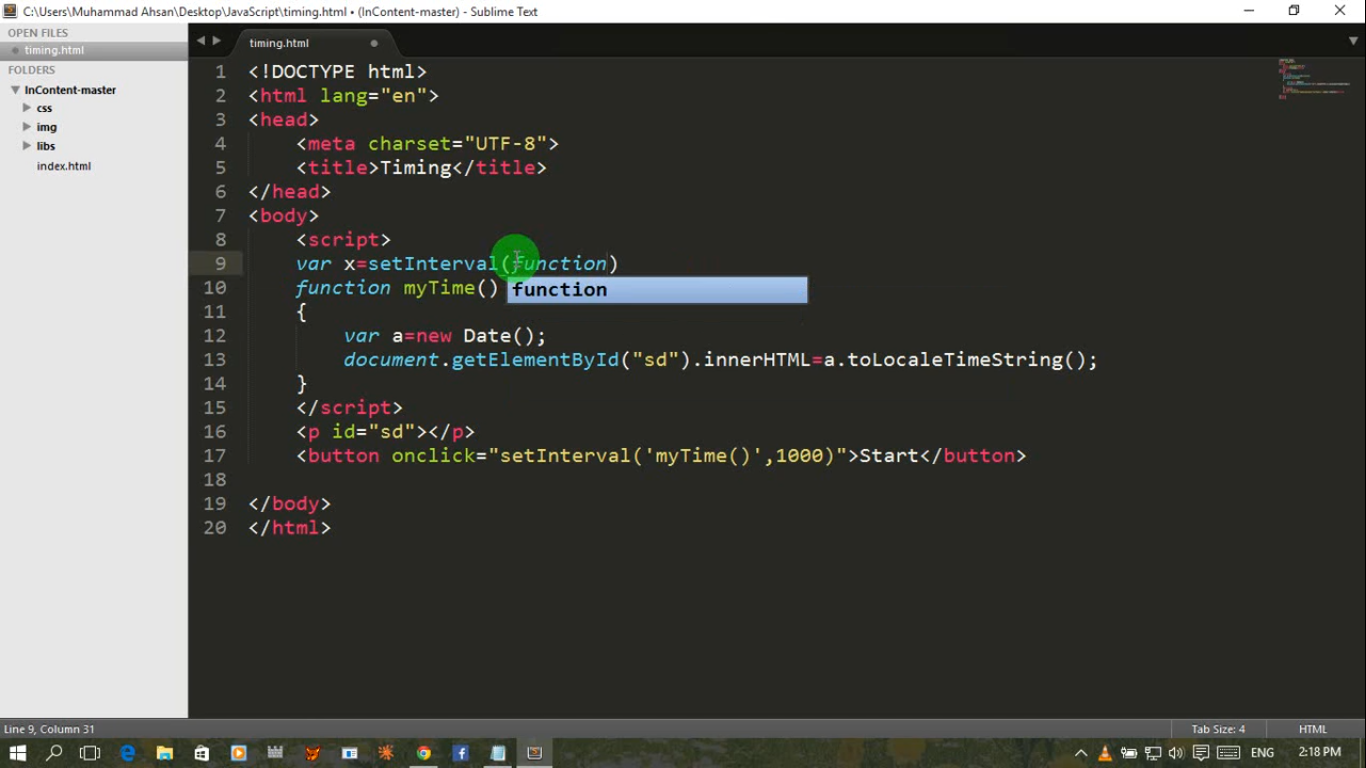 C:\Users\Muhammad Ahsan\Desktop\JavaScript\timing.html • (InContent-master) - Sublime Text
OPEN FILES
timing.html
FOLDERS
InContent-master
css
img
libs
index.html
timing.html
1 <!DOCTYPE html>
2 <html lang="en">
3 <head>
4 <meta charset="UTF-8">
5 <title>Timing</title>
6 </head>
7 <body>
8 <script>
9 var x=setInterval(function)
10 function myTime()
function
11 {
12 var a=new Date();
13 document.getElementById("sd").innerHTML=a.toLocaleTimeString();
14 }
15 </script>
16 <p id="sd"></p>
17 <button onclick="setInterval('myTime()',1000)">Start</button>
18
19 </body>
20 </html>
Line 9, Column 31
Tab Size: 4
HTML
ENG
2:18 PM